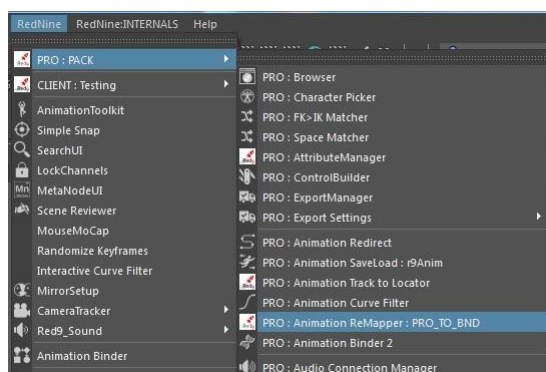 RedNine RedNine:INTERNALS Help
PRO : PACK
CLIENT : Testing
AnimationToolkit
Simple Snap
SearchUI
LockChannels
MetaNodeUI
Scene Reviewer
MouseMoCap
Randomize Keyframes
Interactive Curve Filter
MirrorSetup
CameraTracker
Red9_Sound
Animation Binder
PRO : Browser
PRO : Character Picker
PRO : FK>IK Matcher
PRO : Space Matcher
PRO : AttributeManager
PRO : ControlBuilder
PRO : ExportManager
PRO : Export Settings
PRO : Animation Redirect
PRO : Animation SaveLoad : r9Anim
PRO : Animation Track to Locator
PRO : Animation Curve Filter
PRO : Animation ReMapper : PRO_TO_BND
PRO : Animation Binder 2
PRO : Audio Connection Manager